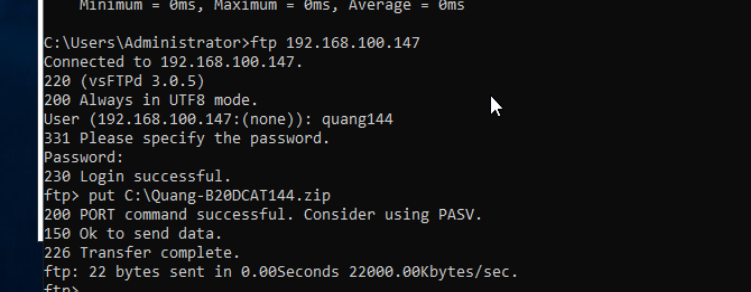 Minimum = 0ms, Maximum = 0ms, Average = 0ms
C:\Users\Administrator>ftp 192.168.100.147
Connected to 192.168.100.147.
220 (vsFTPd 3.0.5)
200 Always in UTF8 mode.
User (192.168.100.147:(none)): quang144
331 Please specify the password.
Password:
230 Login successful.
ftp> put C:\Quang-B20DCAT144.zip
200 PORT command successful. Consider using PASV.
150 Ok to send data.
226 Transfer complete.
ftp: 22 bytes sent in 0.00Seconds 22000.00Kbytes/sec.
ftp>